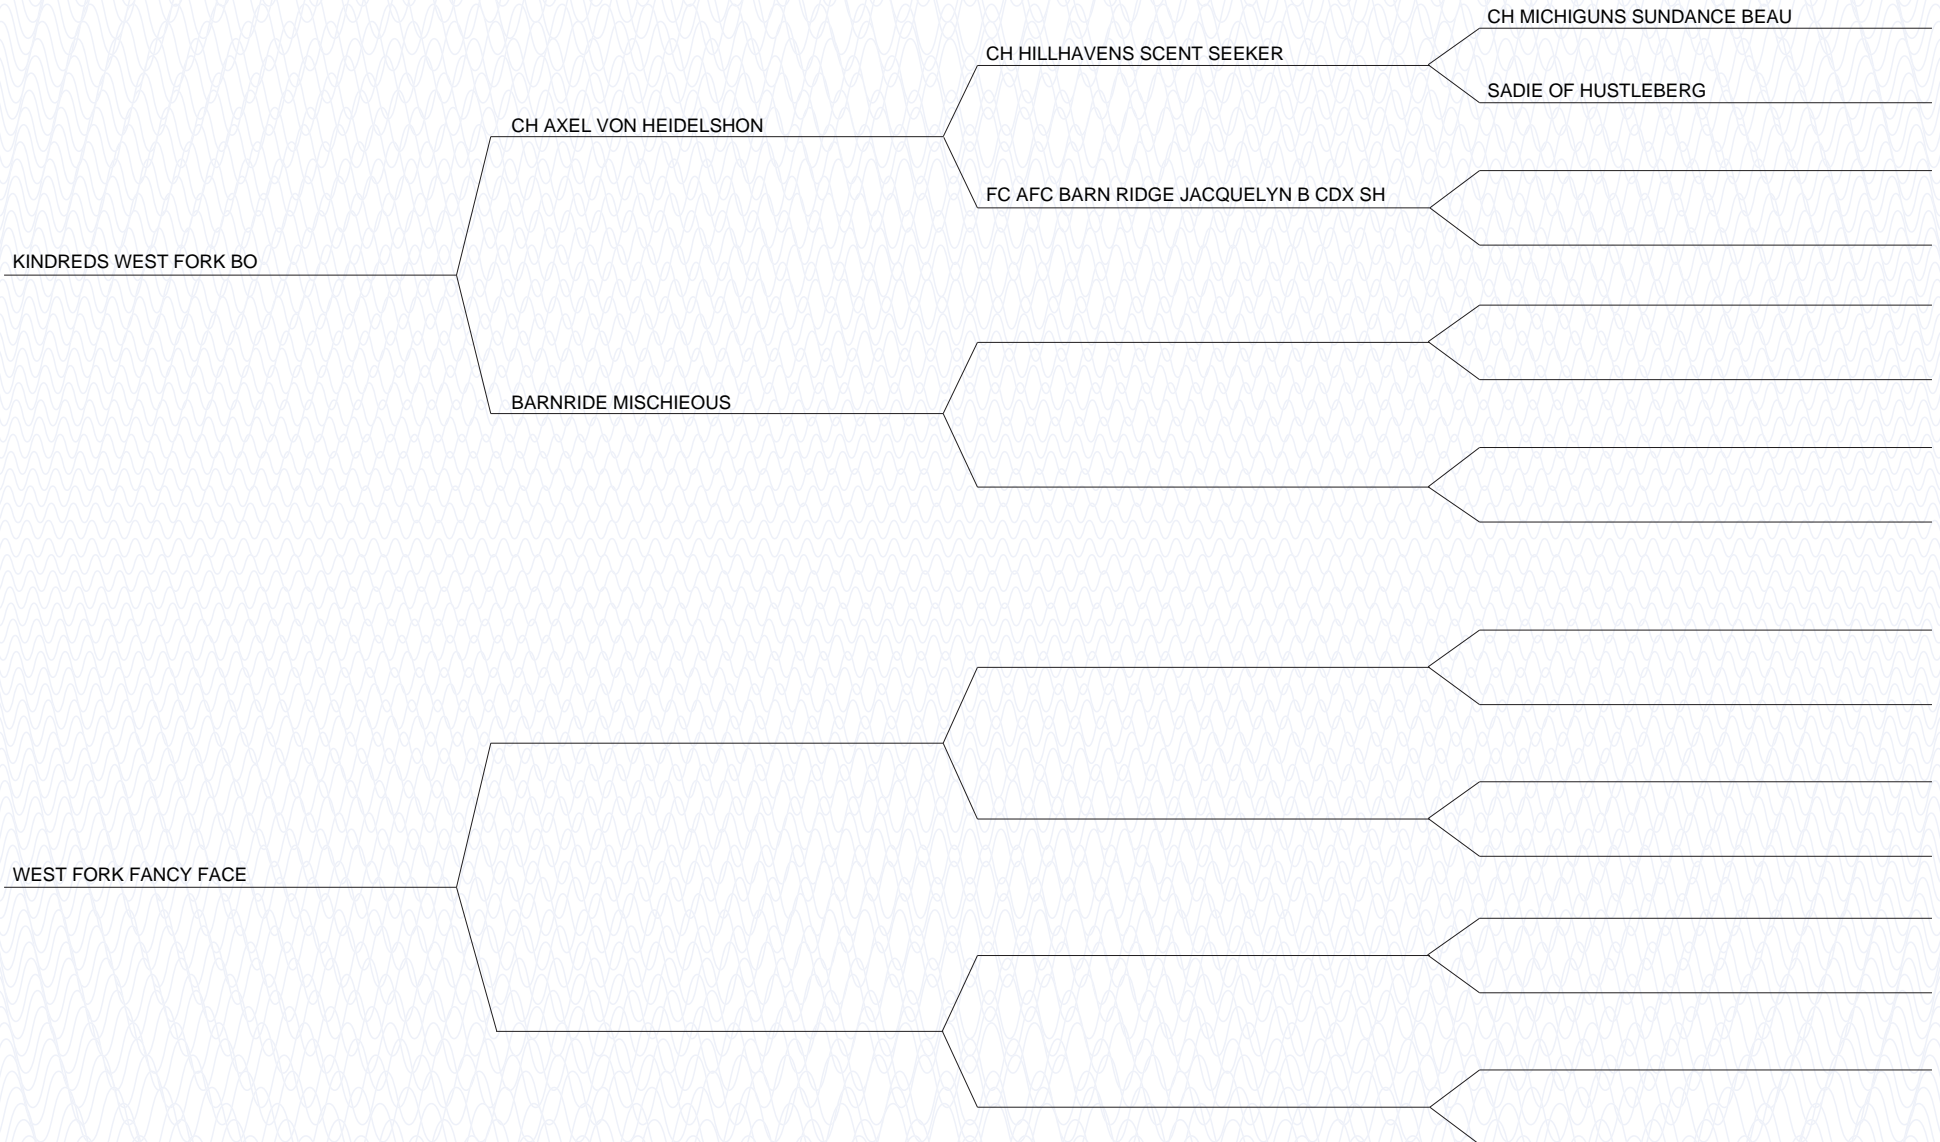 CH MICHIGUNS SUNDANCE BEAU
CH HILLHAVENS SCENT SEEKER
SADIE OF HUSTLEBERG
CH AXEL VON HEIDELSHON
FC AFC BARN RIDGE JACQUELYN B CDX SH
KINDREDS WEST FORK BO
BARNRIDE MISCHIEOUS
WEST FORK FANCY FACE